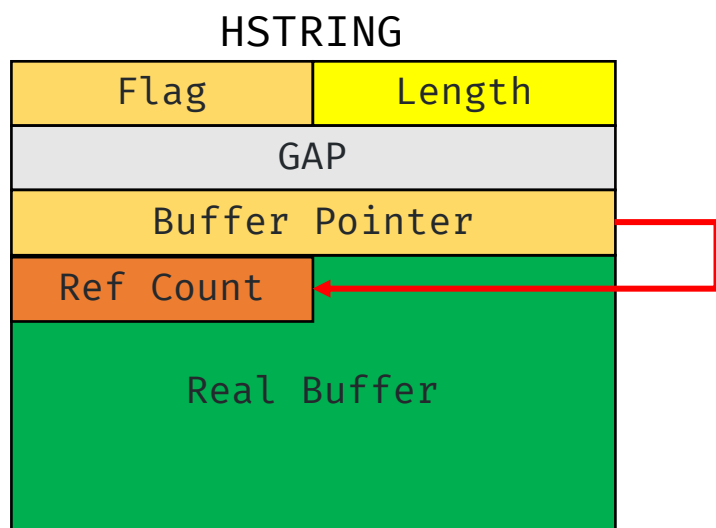 HSTRING
Flag
Length
GAP
Buffer Pointer
Ref Count
Real Buffer